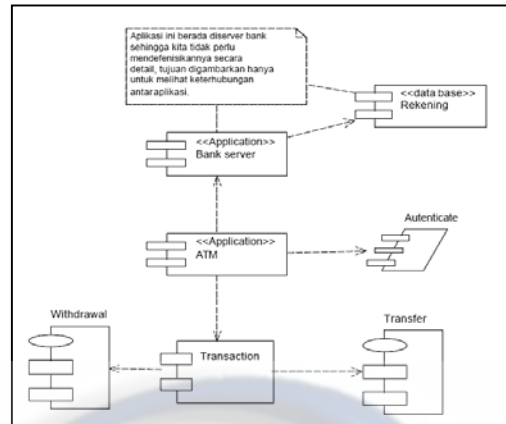 Aplikasi ini berada diserver bank
sehingga kita tidak perlu
mendefenisikannya secara
detail, tujuan digambarkan hanya
untuk melihat keterhubungan
antaraplikasi.
<<data base>>
Rekening
<<Application>>
Bank server
Autenticate
<<Application>>
ATM
Withdrawal
Transfer
Transaction